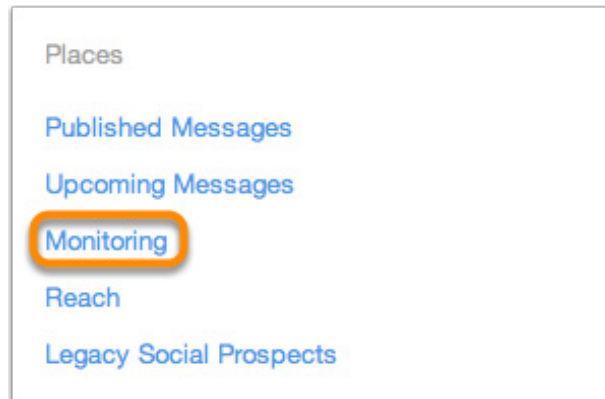 Places
Published Messages
Upcoming Messages
Monitoring
Reach
Legacy Social Prospects